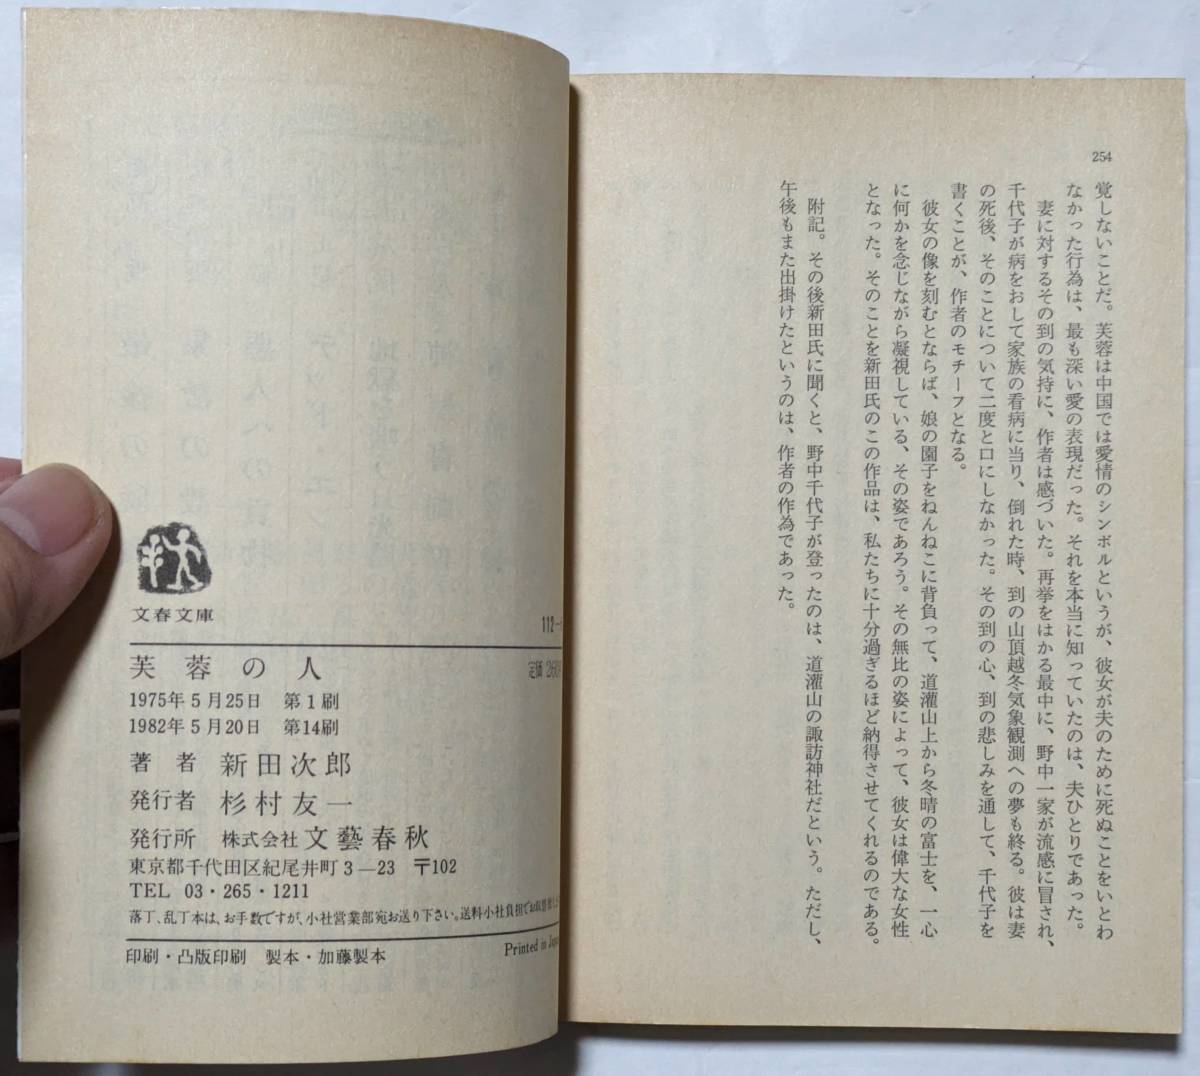 254
覚しないことだ。芙蓉は中国では愛情のシンボルというが、彼女が夫のために死ぬことをいとわ
なかった行為は、最も深い愛の表現だった。それを本当に知っていたのは、夫ひとりであった。
妻に対するその到の気持に、作者は感づいた。再挙をはかる最中に、野中一家が流感に冒され、
千代子が病をおして家族の看病に当り、倒れた時、到の山頂越冬気象観測への夢も終る。彼は妻
の死後、そのことについて二度と口にしなかった。その到の心、到の悲しみを通して、千代子を
書くことが、作者のモチーフとなる。
彼女の像を刻むとならば、娘の園子をねんねこに背負って、道灌山上から冬晴の富士を、一心
に何かを念じながら凝視している、その姿であろう。その無比の姿によって、彼女は偉大な女性
となった。そのことを新田氏のこの作品は、私たちに十分過ぎるほど納得させてくれるのである。
附記。その後新田氏に聞くと、野中千代子が登ったのは、道灌山の諏訪神社だという。ただし、
午後もまた出掛けたというのは、作者の作為であった。
文春文庫
112-
芙蓉の人
定価260
1975年5月25日 第1刷
1982年5月20日 第14刷
著者 新田次郎
発行者 杉村友一
発行所 株式会社 文藝春秋
東京都千代田区紀尾井町3—23 〒102
TEL 03・265・1211
落丁、乱丁本は、お手数ですが、小社営業部宛お送り下さい。送料小社負担でお取替致し
印刷・凸版印刷 製本・加藤製本
Printed in Japan